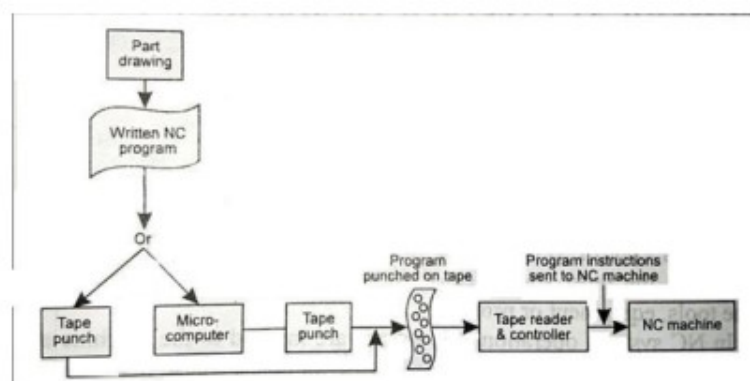 Part
drawing
Written NC
program
Or
Program
punched on tape
Program instructions
sent to NC machine
Tape
punch
Micro-
computer
Tape
punch
Tape reader
& controller
NC machine